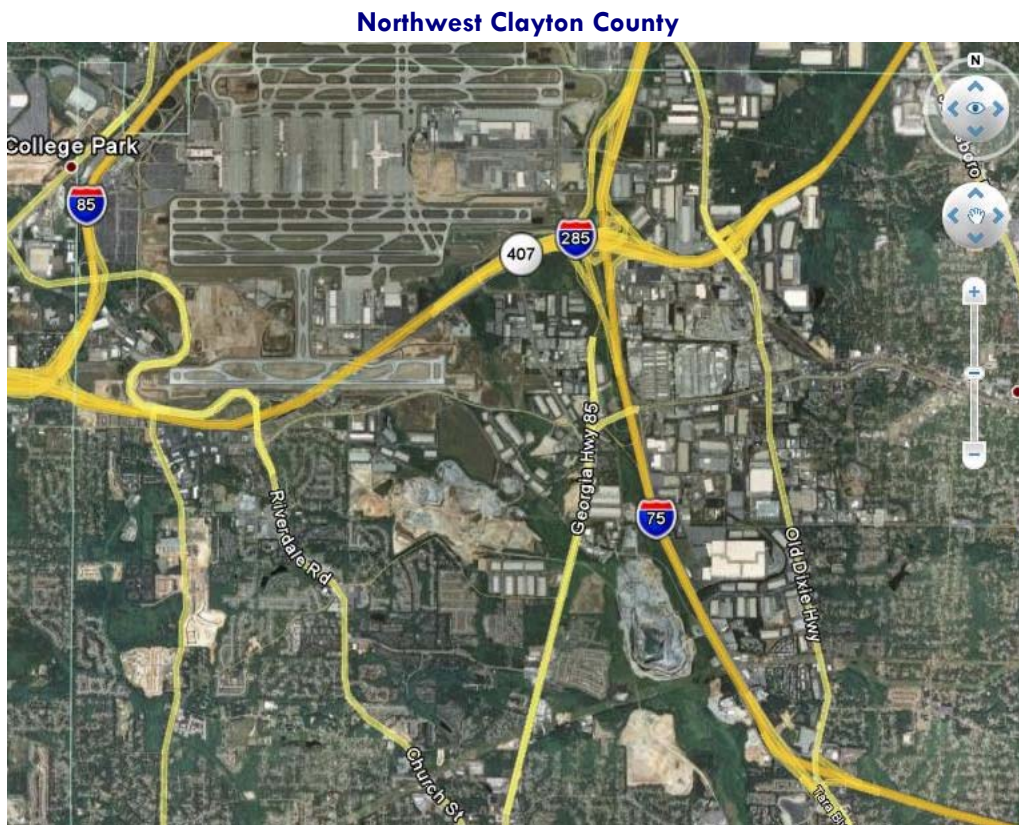 Northwest Clayton County
N
College Park
85
285
407
Georgia Hwy 85
75
Riverdale Rd
Old Dixie Hwy
Church St
Tara